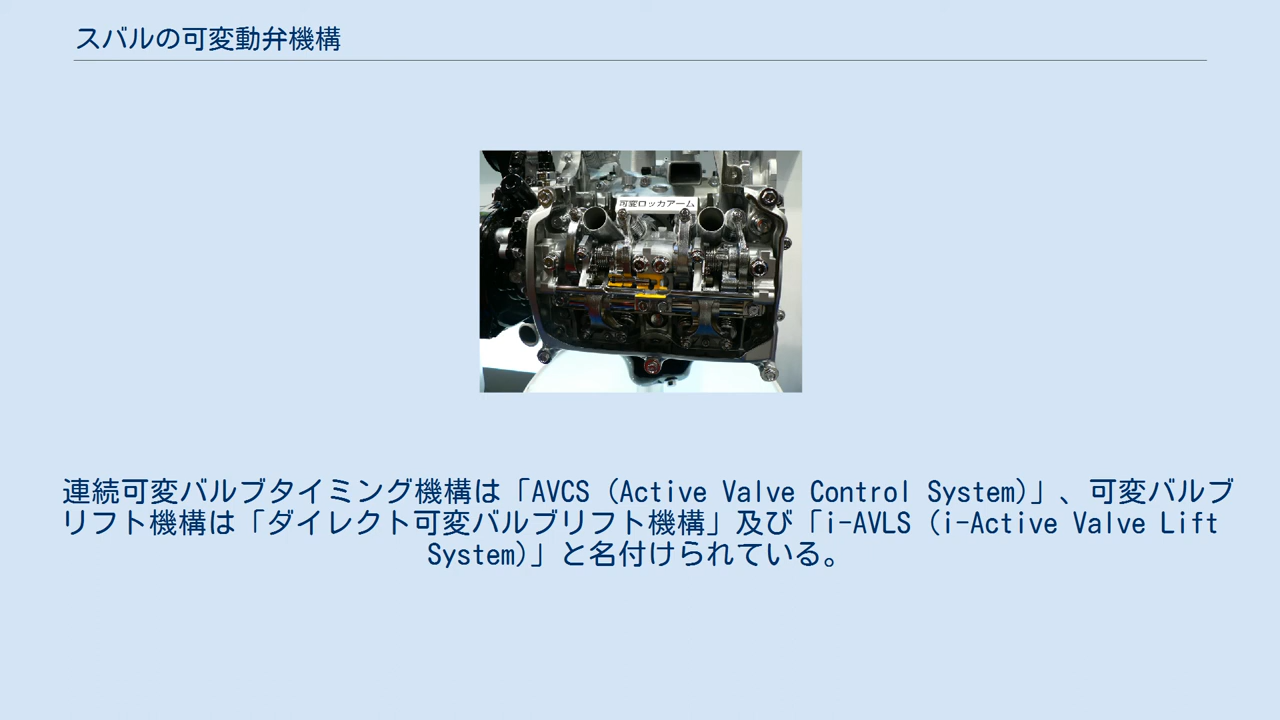 スバルの可変動弁機構
可変ロッカアーム
連続可変バルブタイミング機構は「AVCS (Active Valve Control System)」、可変バルブ
リフト機構は「ダイレクト可変バルブリフト機構」及び「i-AVLS (i-Active Valve Lift
System)」と名付けられている。